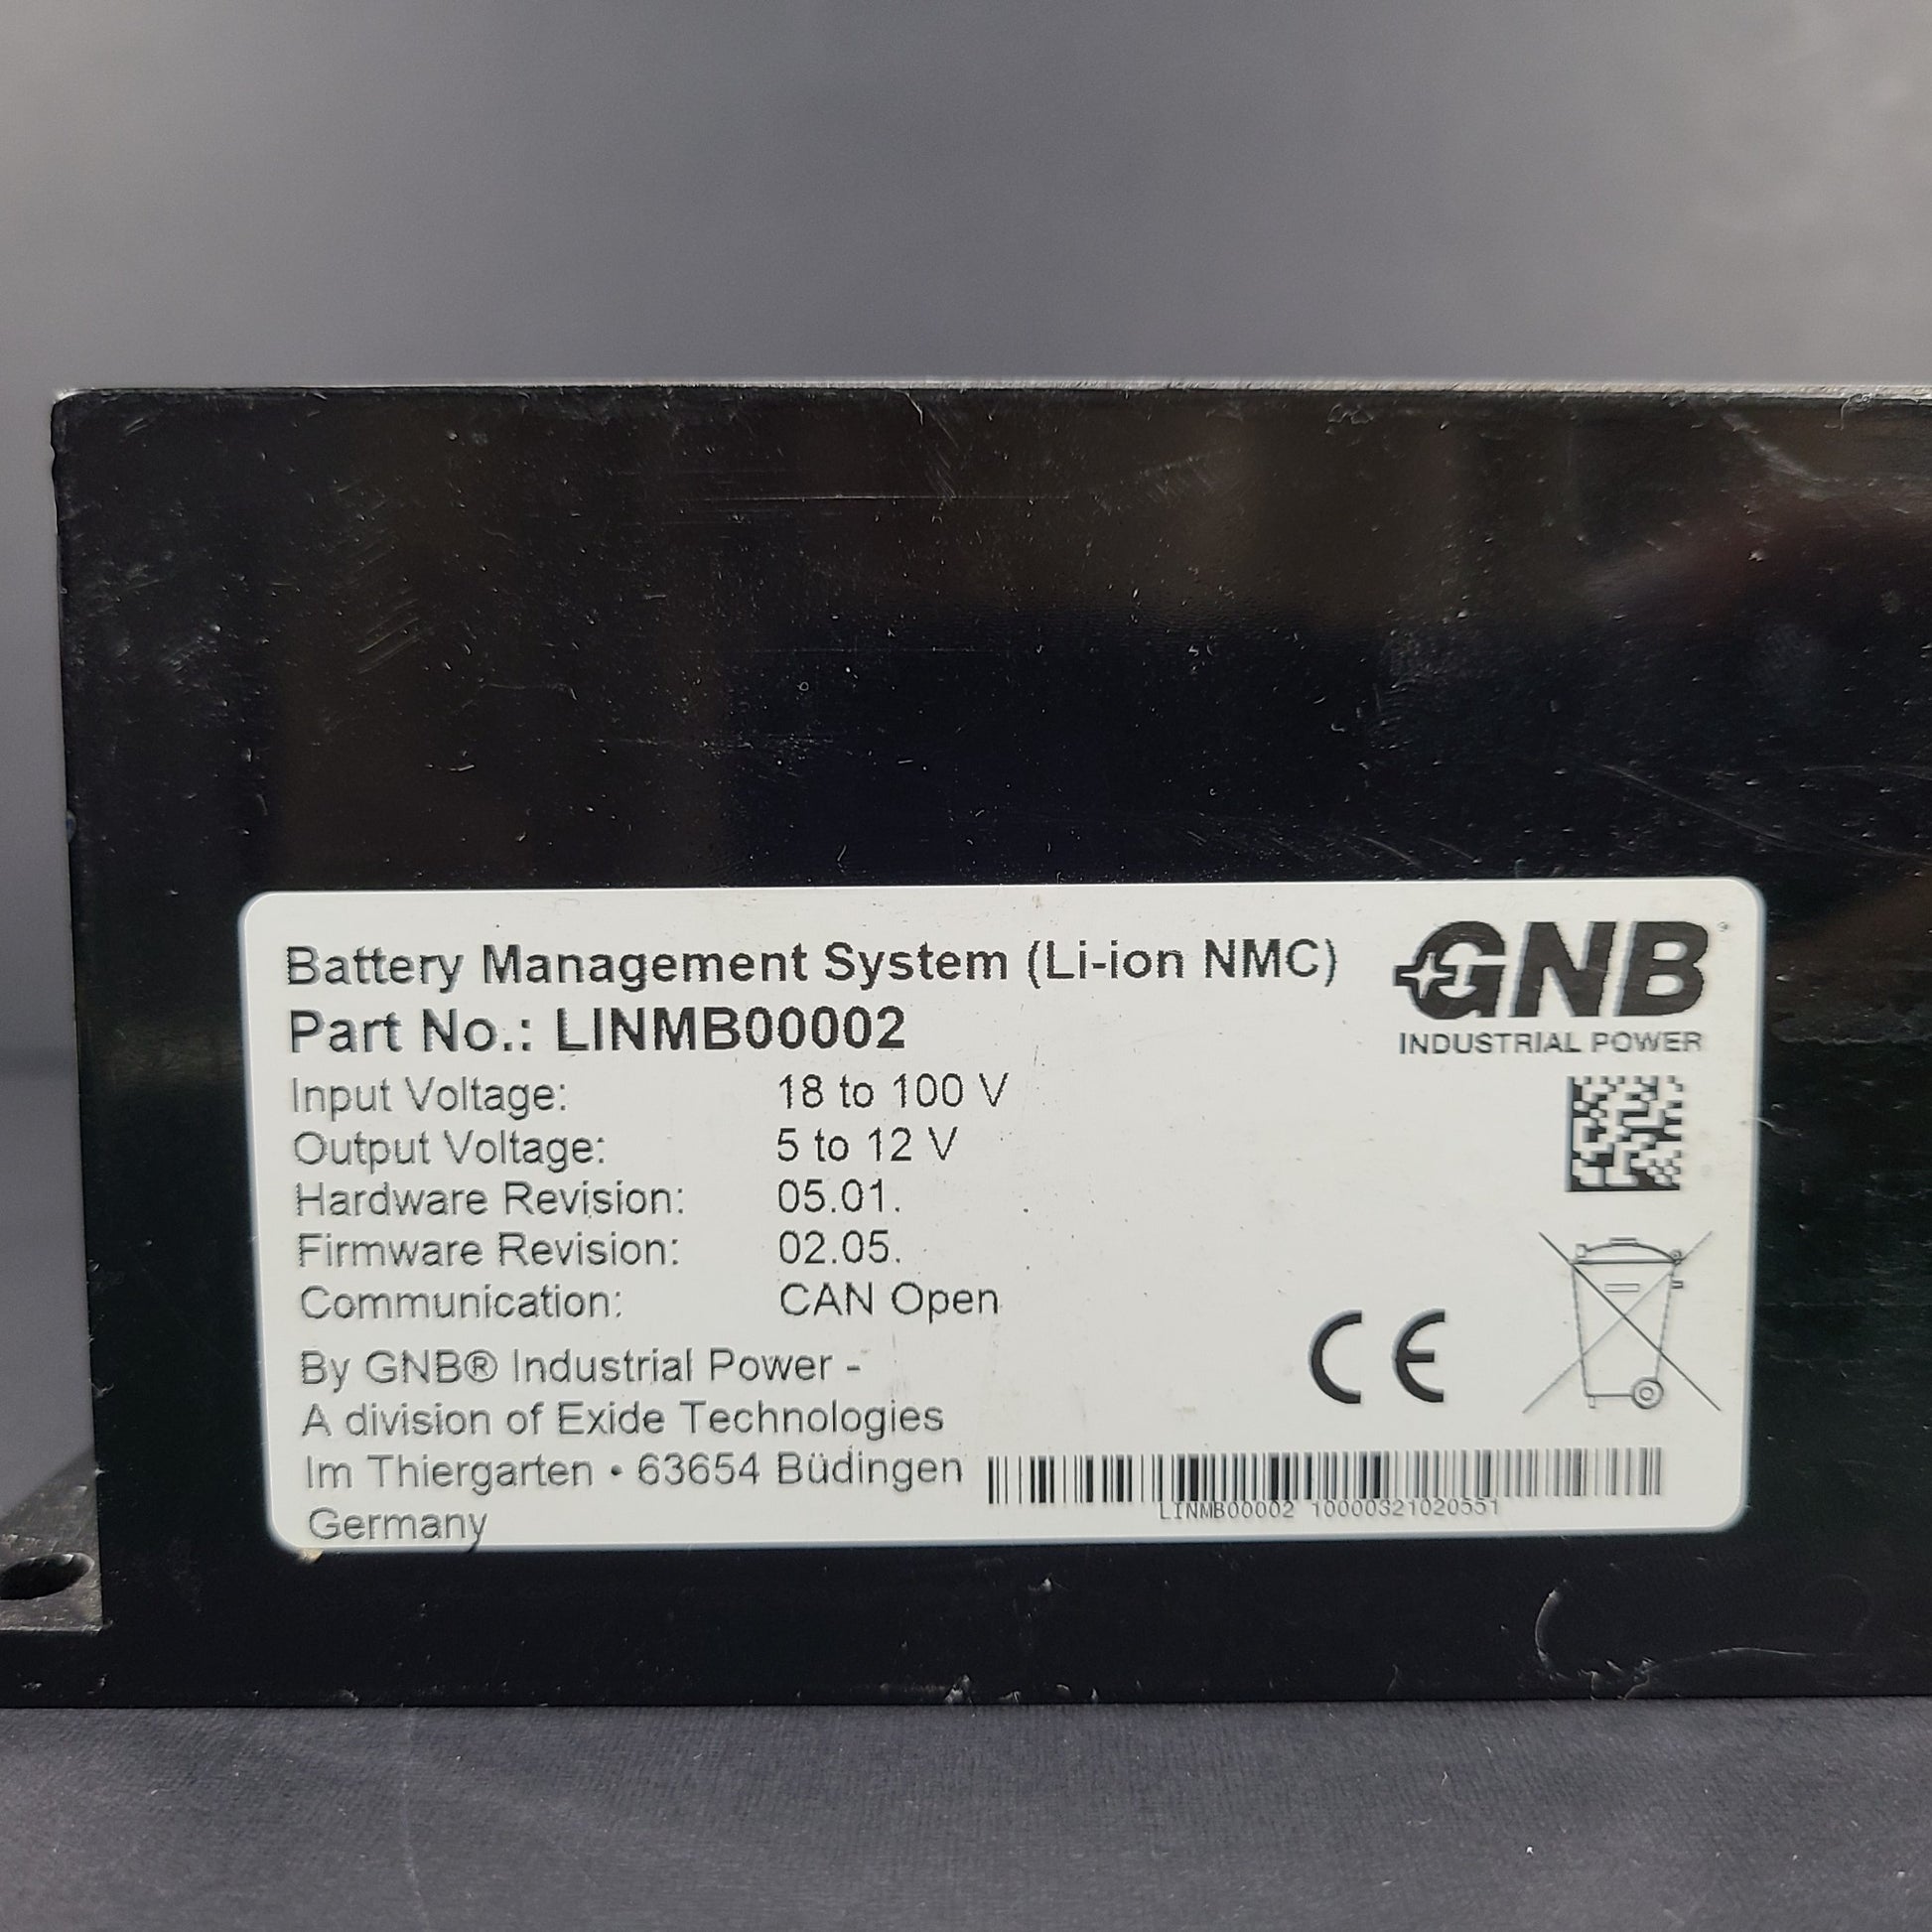 Battery Management System (Li-ion NMC)
Part No.: LINMB00002
GNB
INDUSTRIAL POWER
Input Voltage: 18 to 100 V
Output Voltage: 5 to 12 V
Hardware Revision: 05.01.
Firmware Revision: 02.05.
Communication: CAN Open
By GNB® Industrial Power -
A division of Exide Technologies
Im Thiergarten • 63654 Büdingen
Germany
CE
LINMB00002 10000321020551